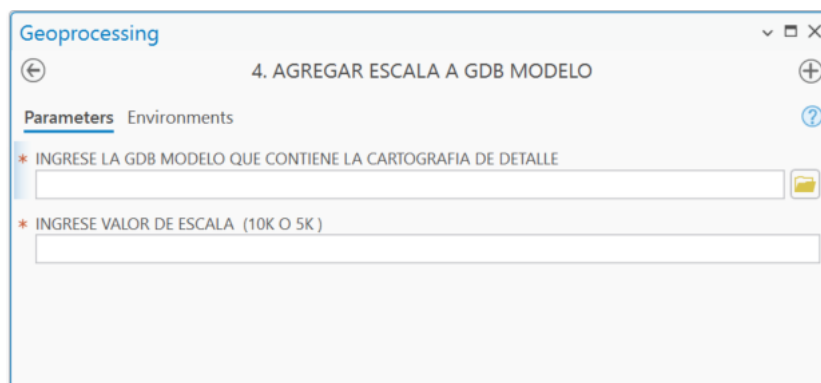 Geoprocessing
4. AGREGAR ESCALA A GDB MODELO
Parameters Environments
* INGRESE LA GDB MODELO QUE CONTIENE LA CARTOGRAFIA DE DETALLE
* INGRESE VALOR DE ESCALA (10K O 5K )